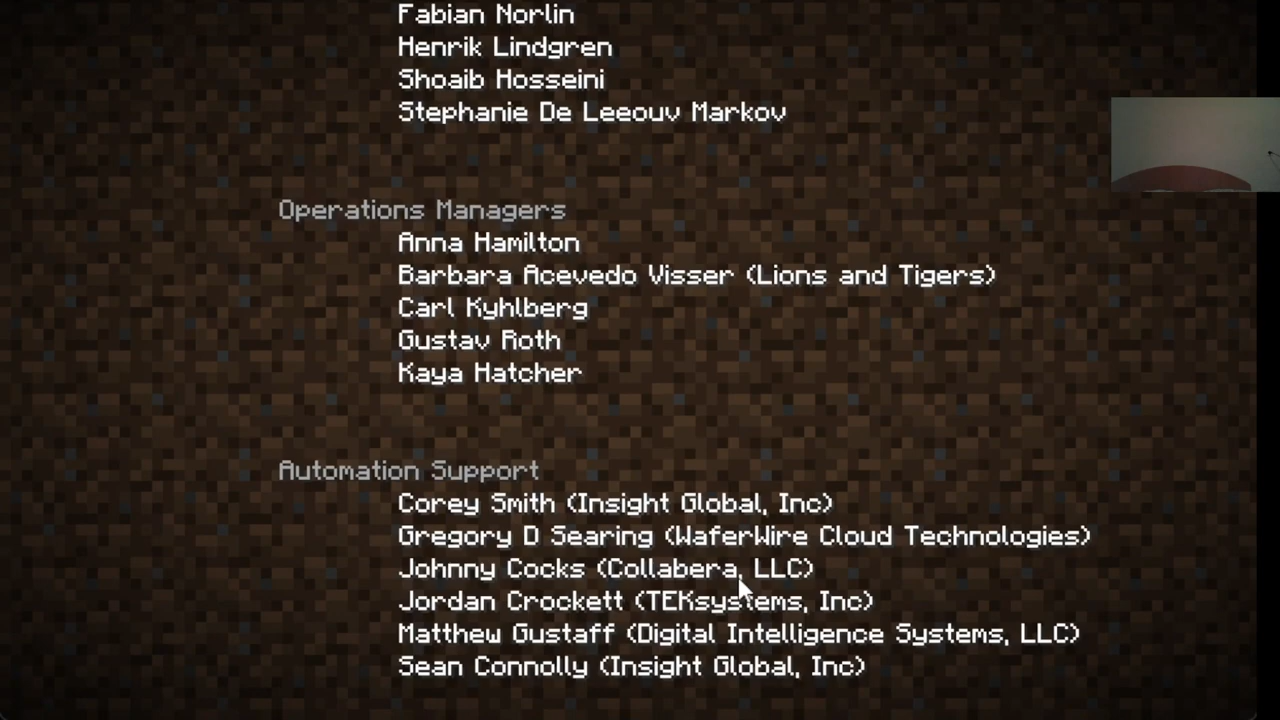 Fabian Norlin
Henrik Lindgren
Shoaib Hosseini
Stephanie De Leeouv Markov
Operations Managers
Anna Hamilton
Barbara Acevedo Visser (Lions and Tigers)
Carl Kyhlberg
Gustav Roth
Kaya Hatcher
Automation Support
Corey Smith (Insight Global, Inc)
Gregory D Searing (WaferWire Cloud Technologies)
Johnny Cocks (Collabera, LLC)
Jordan Crockett (TEKsystems, Inc)
Matthew Gustaff (Digital Intelligence Systems, LLC)
Sean Connolly (Insight Global, Inc)